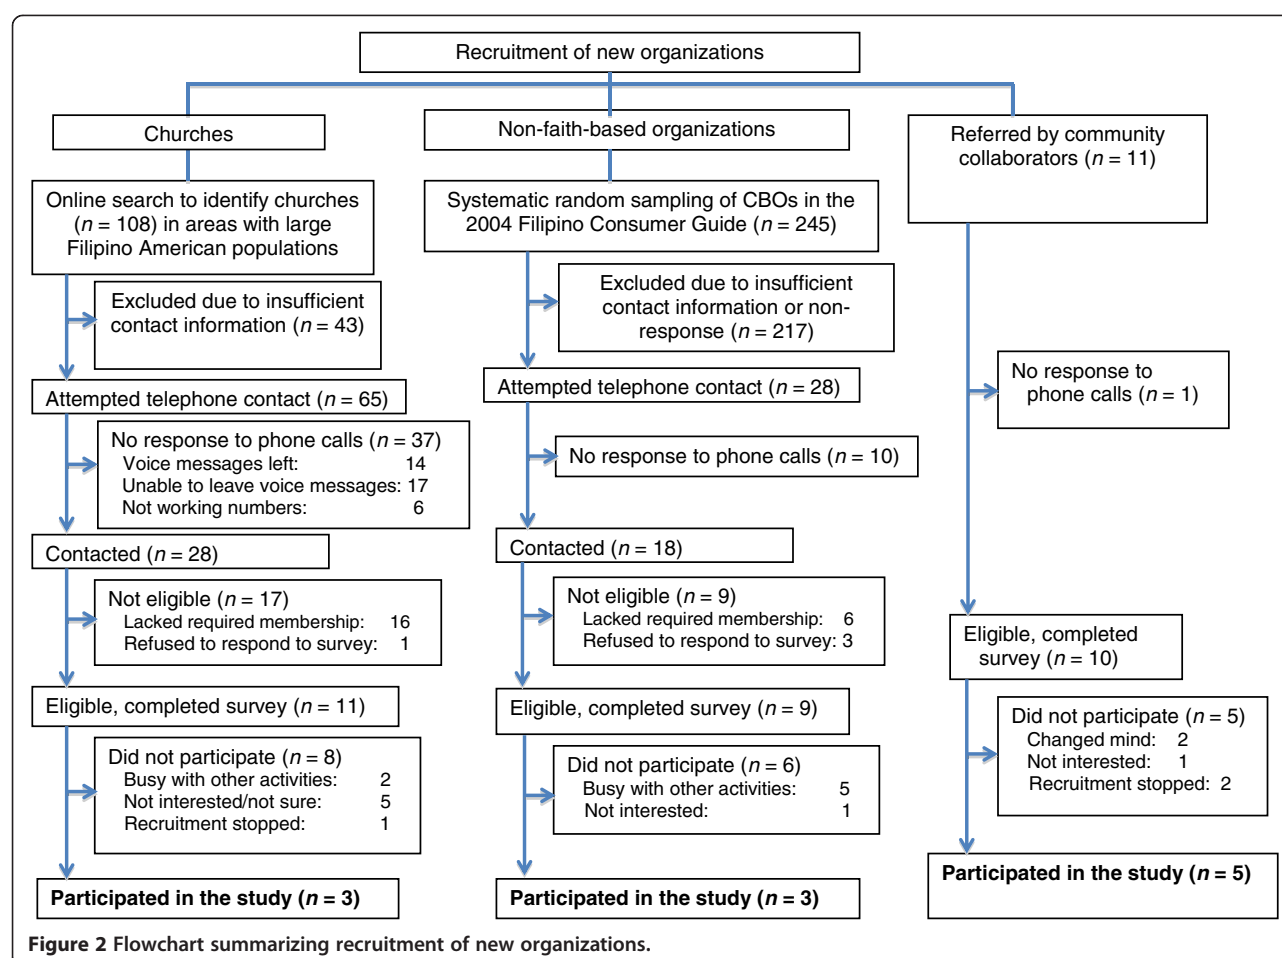 Recruitment of new organizations
Churches
Non-faith-based organizations
Referred by community
collaborators (n = 11)
Online search to identify churches
(n = 108) in areas with large
Filipino American populations
Systematic random sampling of CBOs in the
2004 Filipino Consumer Guide (n = 245)
Excluded due to insufficient
contact information (n = 43)
Excluded due to insufficient
contact information or non-
response (n = 217)
Attempted telephone contact (n = 65)
Attempted telephone contact (n = 28)
No response to
phone calls (n = 1)
No response to phone calls (n = 37)
Voice messages left: 14
Unable to leave voice messages: 17
Not working numbers: 6
No response to phone calls (n = 10)
Contacted (n = 28)
Contacted (n = 18)
Not eligible (n = 17)
Lacked required membership: 16
Refused to respond to survey: 1
Not eligible (n = 9)
Lacked required membership: 6
Refused to respond to survey: 3
Eligible, completed
survey (n = 10)
Eligible, completed survey (n = 11)
Eligible, completed survey (n = 9)
Did not participate (n = 5)
Changed mind: 2
Not interested: 1
Recruitment stopped: 2
Did not participate (n = 8)
Busy with other activities: 2
Not interested/not sure: 5
Recruitment stopped: 1
Did not participate (n = 6)
Busy with other activities: 5
Not interested: 1
Participated in the study (n = 3)
Participated in the study (n = 3)
Participated in the study (n = 5)
Figure 2 Flowchart summarizing recruitment of new organizations.